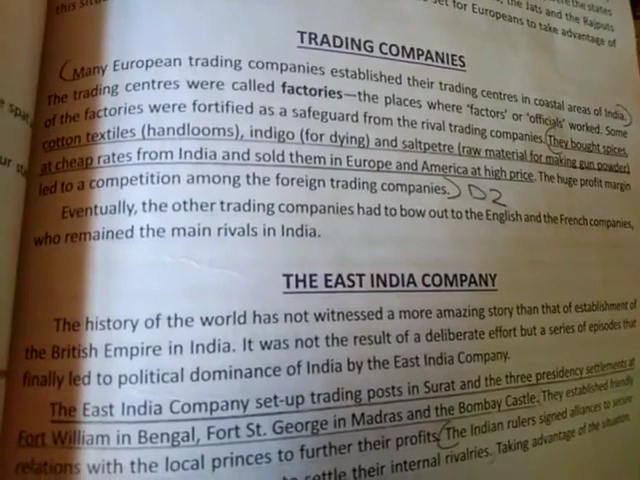 this situ
the Jats and the Rajputs
set for Europeans to take advantage of
TRADING COMPANIES
Many European trading companies established their trading centres in coastal areas of India.
The trading centres were called factories—the places where 'factors' or 'officials' worked. Some
of the factories were fortified as a safeguard from the rival trading companies. They bought spices,
cotton textiles (handlooms), indigo (for dying) and saltpetre (raw material for making gun powder)
at cheap rates from India and sold them in Europe and America at high price. The huge profit margin
led to a competition among the foreign trading companies. D2
Eventually, the other trading companies had to bow out to the English and the French companies,
who remained the main rivals in India.
THE EAST INDIA COMPANY
The history of the world has not witnessed a more amazing story than that of establishment of
the British Empire in India. It was not the result of a deliberate effort but a series of episodes that
finally led to political dominance of India by the East India Company.
The East India Company set-up trading posts in Surat and the three presidency settlements at
Fort William in Bengal, Fort St. George in Madras and the Bombay Castle. They established friendly
relations with the local princes to further their profits. The Indian rulers signed alliances to secure
settle their internal rivalries. Taking advantage of the situation,